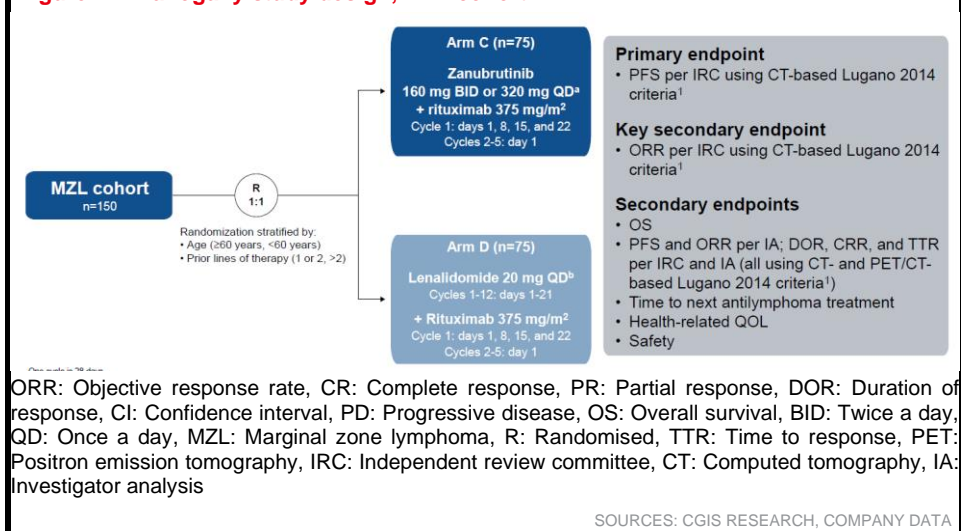 Arm C (n=75)
Zanubrutinib
160 mg BID or 320 mg QDᵃ
+ rituximab 375 mg/m²
Cycle 1: days 1, 8, 15, and 22
Cycles 2-5: day 1
MZL cohort
n=150
R
1:1
Randomization stratified by:
• Age (≥60 years, <60 years)
• Prior lines of therapy (1 or 2, >2)
Arm D (n=75)
Lenalidomide 20 mg QDᵇ
Cycles 1-12: days 1-21
+ Rituximab 375 mg/m²
Cycle 1: days 1, 8, 15, and 22
Cycles 2-5: day 1
Primary endpoint
• PFS per IRC using CT-based Lugano 2014
criteria¹
Key secondary endpoint
• ORR per IRC using CT-based Lugano 2014
criteria¹
Secondary endpoints
• OS
• PFS and ORR per IA; DOR, CRR, and TTR
per IRC and IA (all using CT- and PET/CT-
based Lugano 2014 criteria¹)
• Time to next antilymphoma treatment
• Health-related QOL
• Safety
ORR: Objective response rate, CR: Complete response, PR: Partial response, DOR: Duration of
response, CI: Confidence interval, PD: Progressive disease, OS: Overall survival, BID: Twice a day,
QD: Once a day, MZL: Marginal zone lymphoma, R: Randomised, TTR: Time to response, PET:
Positron emission tomography, IRC: Independent review committee, CT: Computed tomography, IA:
Investigator analysis
SOURCES: CGIS RESEARCH, COMPANY DATA